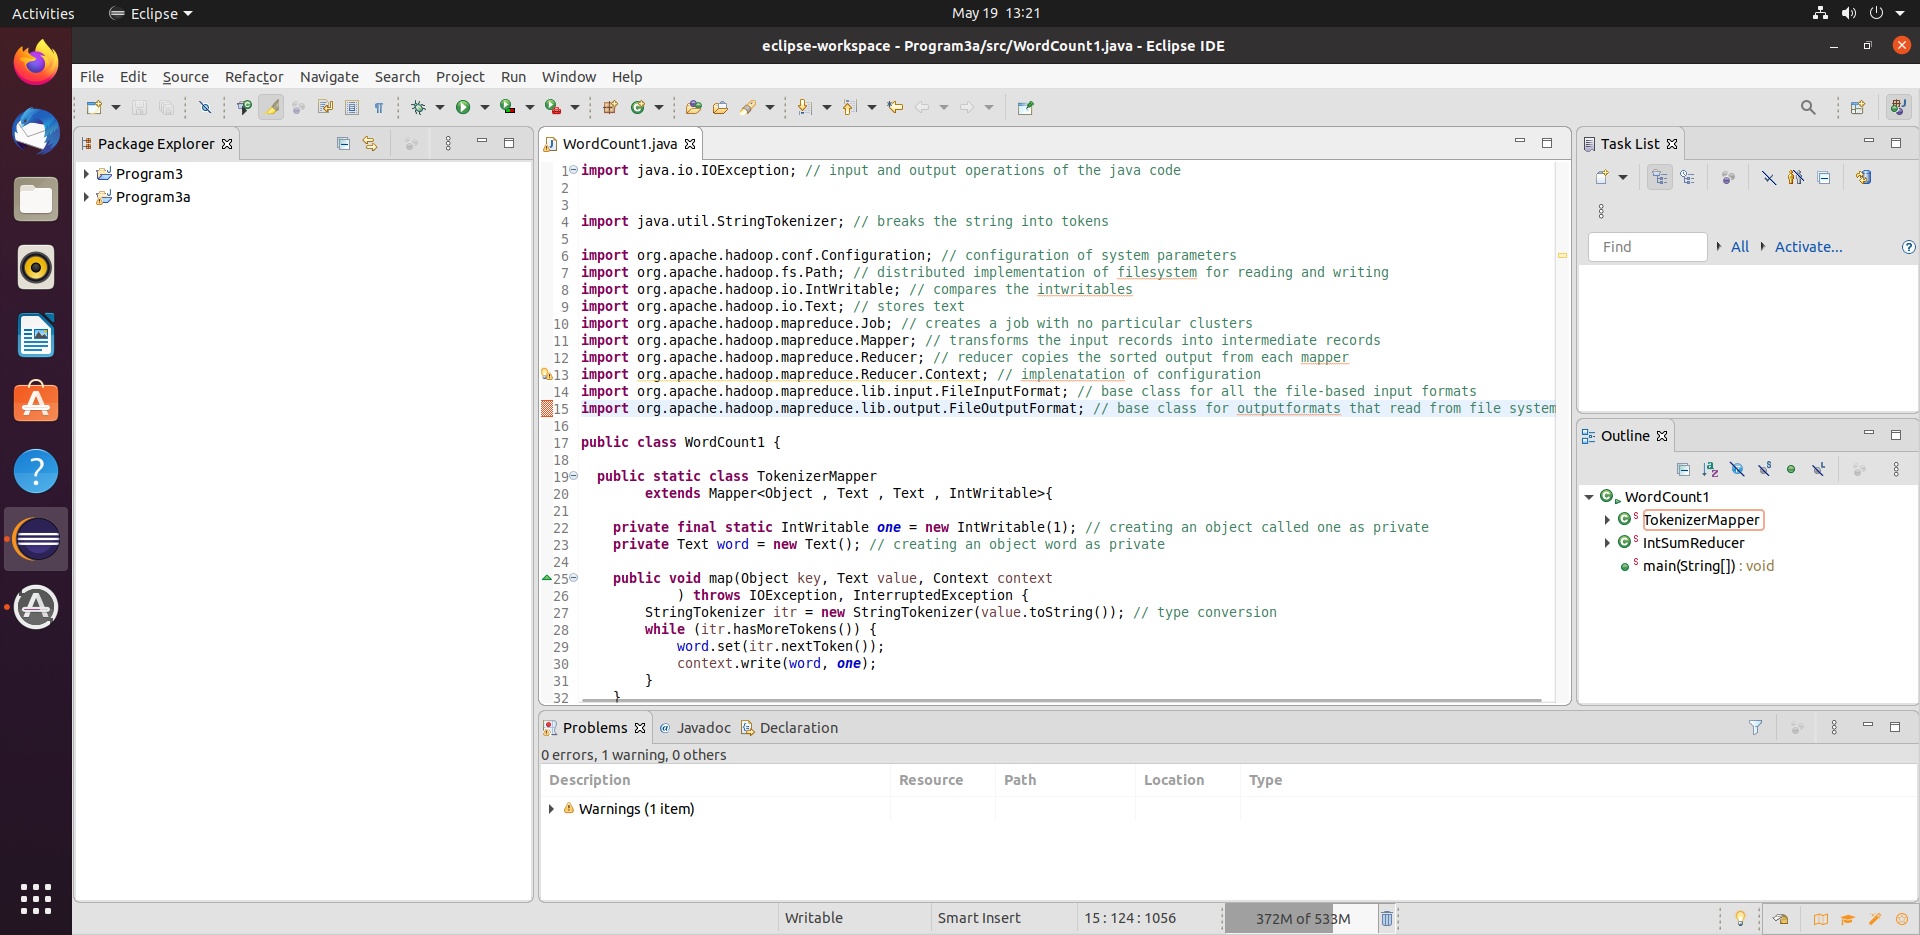 Activities Eclipse May 19 13:21
eclipse-workspace - Program3a/src/WordCount1.java - Eclipse IDE
File Edit Source Refactor Navigate Search Project Run Window Help
Package Explorer
Program3
Program3a
WordCount1.java
1 import java.io.IOException; // input and output operations of the java code
2
3
4 import java.util.StringTokenizer; // breaks the string into tokens
5
6 import org.apache.hadoop.conf.Configuration; // configuration of system parameters
7 import org.apache.hadoop.fs.Path; // distributed implementation of filesystem for reading and writing
8 import org.apache.hadoop.io.IntWritable; // compares the intwritables
9 import org.apache.hadoop.io.Text; // stores text
10 import org.apache.hadoop.mapreduce.Job; // creates a job with no particular clusters
11 import org.apache.hadoop.mapreduce.Mapper; // transforms the input records into intermediate records
12 import org.apache.hadoop.mapreduce.Reducer; // reducer copies the sorted output from each mapper
13 import org.apache.hadoop.mapreduce.Reducer.Context; // implenatation of configuration
14 import org.apache.hadoop.mapreduce.lib.input.FileInputFormat; // base class for all the file-based input formats
15 import org.apache.hadoop.mapreduce.lib.output.FileOutputFormat; // base class for outputformats that read from file system
16
17 public class WordCount1 {
18
19 public static class TokenizerMapper
20 extends Mapper<Object , Text , Text , IntWritable>{
21
22 private final static IntWritable one = new IntWritable(1); // creating an object called one as private
23 private Text word = new Text(); // creating an object word as private
24
25 public void map(Object key, Text value, Context context
26 ) throws IOException, InterruptedException {
27 StringTokenizer itr = new StringTokenizer(value.toString()); // type conversion
28 while (itr.hasMoreTokens()) {
29 word.set(itr.nextToken());
30 context.write(word, one);
31 }
32 }
Task List
Find All Activate...
Outline
WordCount1
TokenizerMapper
IntSumReducer
main(String[]) : void
Problems Javadoc Declaration
0 errors, 1 warning, 0 others
Description Resource Path Location Type
Warnings (1 item)
Writable Smart Insert 15 : 124 : 1056 372M of 533M